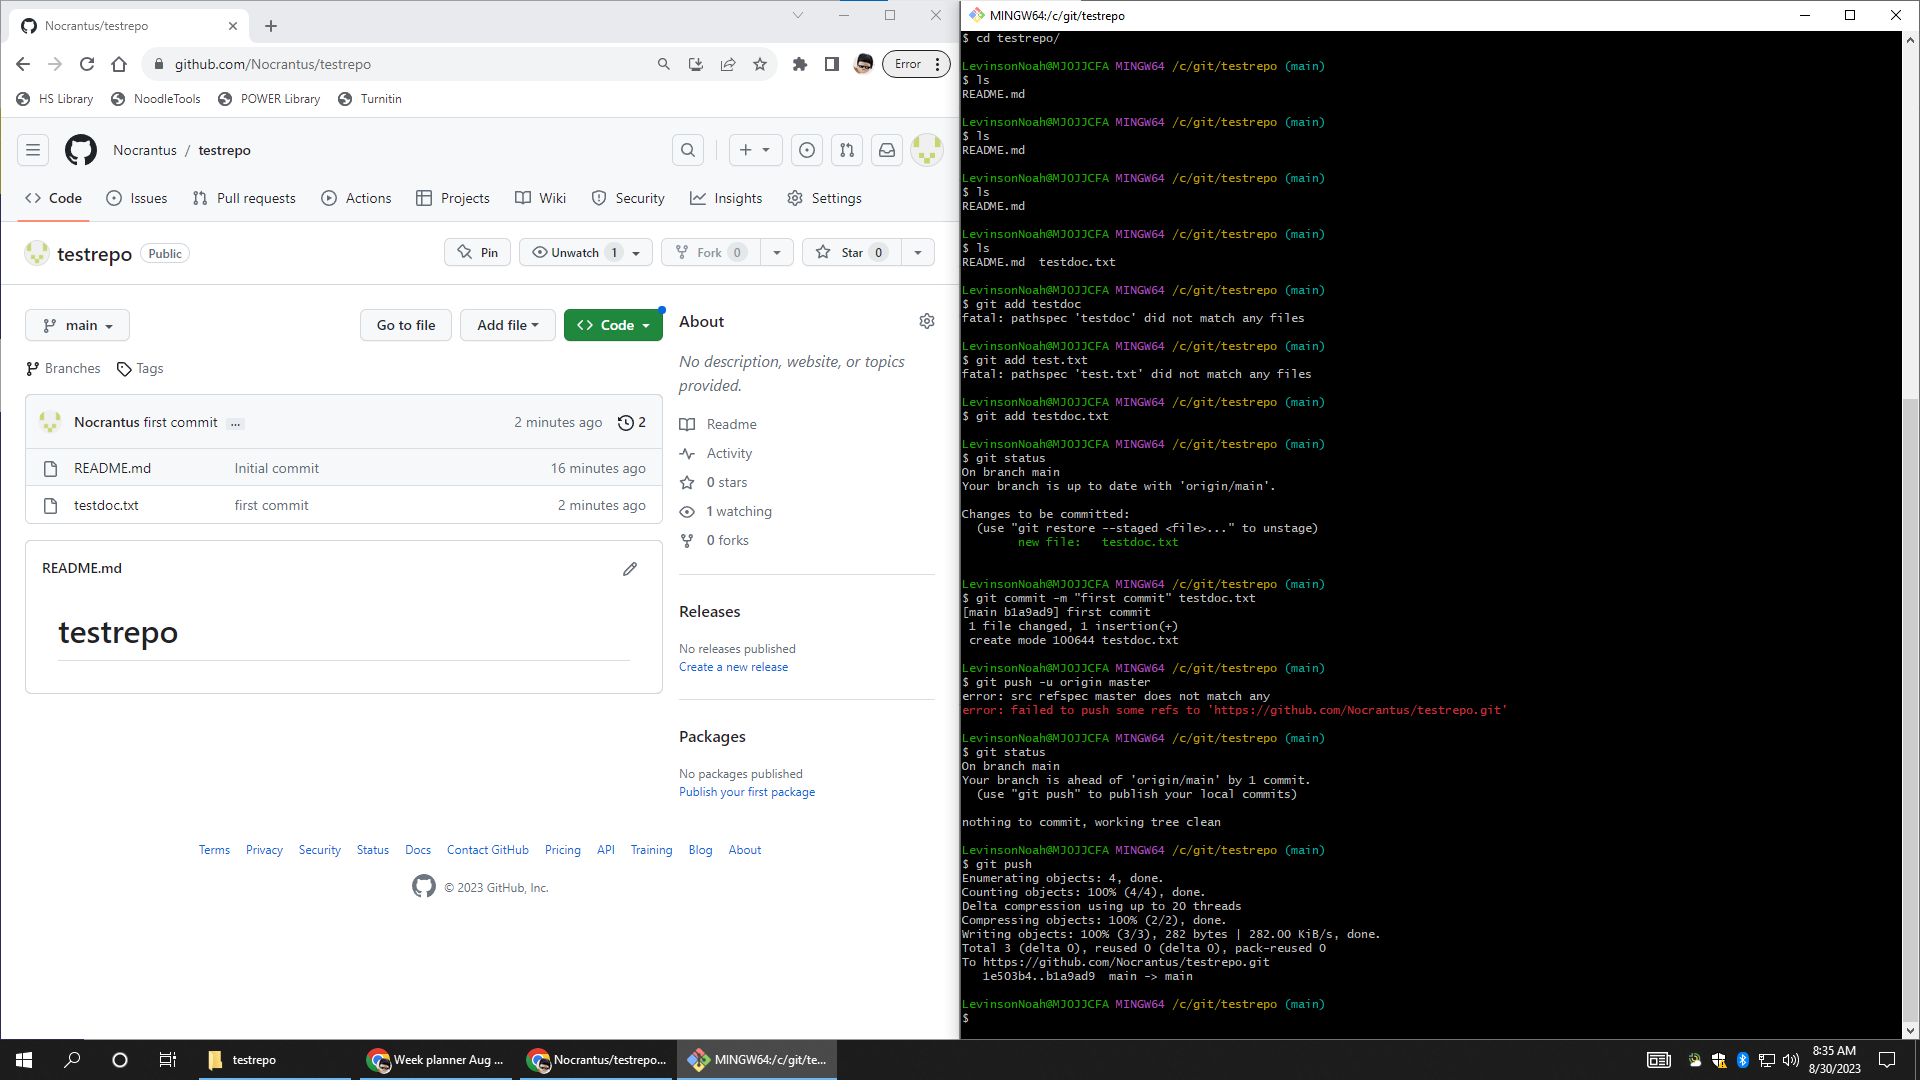 Nocrantus/testrepo
github.com/Nocrantus/testrepo
Error
HS Library
NoodleTools
POWER Library
Turnitin
Nocrantus / testrepo
Code
Issues
Pull requests
Actions
Projects
Wiki
Security
Insights
Settings
testrepo Public
Pin
Unwatch 1
Fork 0
Star 0
main
Go to file
Add file
<> Code
Branches
Tags
Nocrantus first commit ... 2 minutes ago 2
README.md Initial commit 16 minutes ago
testdoc.txt first commit 2 minutes ago
README.md
testrepo
About
No description, website, or topics
provided.
Readme
Activity
0 stars
1 watching
0 forks
Releases
No releases published
Create a new release
Packages
No packages published
Publish your first package
Terms Privacy Security Status Docs Contact GitHub Pricing API Training Blog About
© 2023 GitHub, Inc.
MINGW64:/c/git/testrepo
$ cd testrepo/
LevinsonNoah@MJOJJCFA MINGW64 /c/git/testrepo (main)
$ ls
README.md
LevinsonNoah@MJOJJCFA MINGW64 /c/git/testrepo (main)
$ ls
README.md
LevinsonNoah@MJOJJCFA MINGW64 /c/git/testrepo (main)
$ ls
README.md
LevinsonNoah@MJOJJCFA MINGW64 /c/git/testrepo (main)
$ ls
README.md  testdoc.txt
LevinsonNoah@MJOJJCFA MINGW64 /c/git/testrepo (main)
$ git add testdoc
fatal: pathspec 'testdoc' did not match any files
LevinsonNoah@MJOJJCFA MINGW64 /c/git/testrepo (main)
$ git add test.txt
fatal: pathspec 'test.txt' did not match any files
LevinsonNoah@MJOJJCFA MINGW64 /c/git/testrepo (main)
$ git add testdoc.txt
LevinsonNoah@MJOJJCFA MINGW64 /c/git/testrepo (main)
$ git status
On branch main
Your branch is up to date with 'origin/main'.
Changes to be committed:
(use "git restore --staged <file>..." to unstage)
new file:   testdoc.txt
LevinsonNoah@MJOJJCFA MINGW64 /c/git/testrepo (main)
$ git commit -m "first commit" testdoc.txt
[main b1a9ad9] first commit
1 file changed, 1 insertion(+)
create mode 100644 testdoc.txt
LevinsonNoah@MJOJJCFA MINGW64 /c/git/testrepo (main)
$ git push -u origin master
error: src refspec master does not match any
error: failed to push some refs to 'https://github.com/Nocrantus/testrepo.git'
LevinsonNoah@MJOJJCFA MINGW64 /c/git/testrepo (main)
$ git status
On branch main
Your branch is ahead of 'origin/main' by 1 commit.
(use "git push" to publish your local commits)
nothing to commit, working tree clean
LevinsonNoah@MJOJJCFA MINGW64 /c/git/testrepo (main)
$ git push
Enumerating objects: 4, done.
Counting objects: 100% (4/4), done.
Delta compression using up to 20 threads
Compressing objects: 100% (2/2), done.
Writing objects: 100% (3/3), 282 bytes | 282.00 KiB/s, done.
Total 3 (delta 0), reused 0 (delta 0), pack-reused 0
To https://github.com/Nocrantus/testrepo.git
1e503b4..b1a9ad9  main -> main
LevinsonNoah@MJOJJCFA MINGW64 /c/git/testrepo (main)
$
testrepo
Week planner Aug ...
Nocrantus/testrepo...
MINGW64:/c/git/te...
8:35 AM
8/30/2023